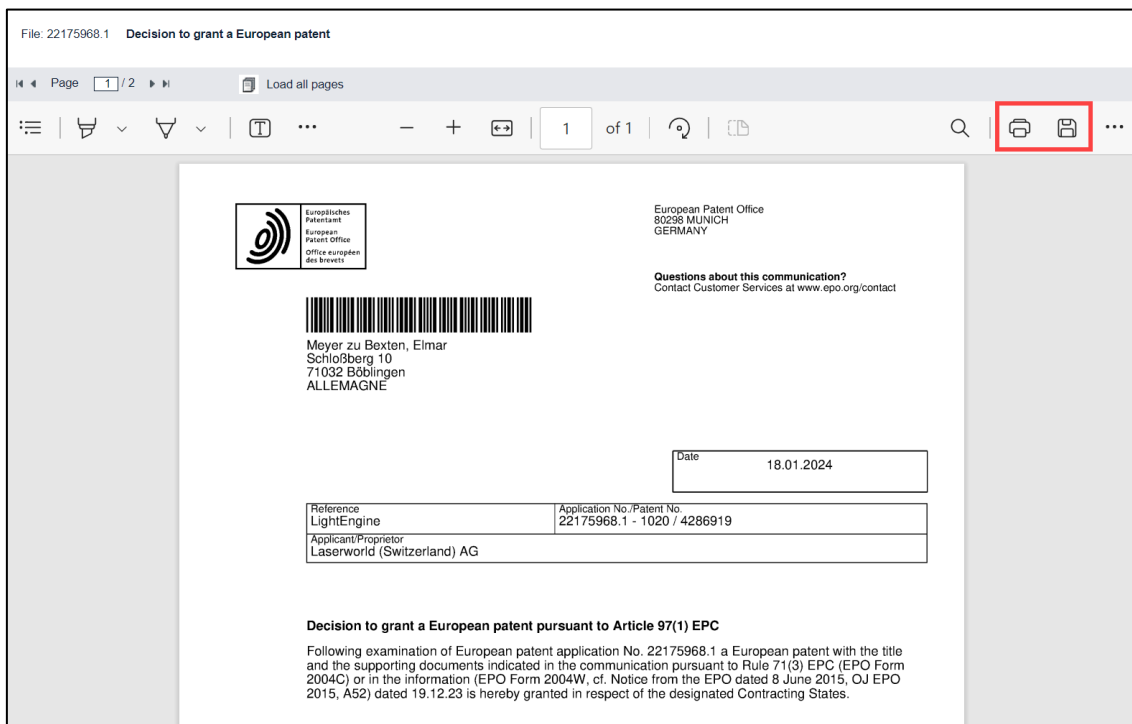 File: 22175968.1 Decision to grant a European patent
Page 1 / 2 Load all pages
1 of 1
Europäisches
Patentamt
European
Patent Office
Office européen
des brevets
European Patent Office
80298 MUNICH
GERMANY
Questions about this communication?
Contact Customer Services at www.epo.org/contact
Meyer zu Bexten, Elmar
Schloßberg 10
71032 Böblingen
ALLEMAGNE
Date
18.01.2024
Reference
LightEngine
Application No./Patent No.
22175968.1 - 1020 / 4286919
Applicant/Proprietor
Laserworld (Switzerland) AG
Decision to grant a European patent pursuant to Article 97(1) EPC
Following examination of European patent application No. 22175968.1 a European patent with the title
and the supporting documents indicated in the communication pursuant to Rule 71(3) EPC (EPO Form
2004C) or in the information (EPO Form 2004W, cf. Notice from the EPO dated 8 June 2015, OJ EPO
2015, A52) dated 19.12.23 is hereby granted in respect of the designated Contracting States.